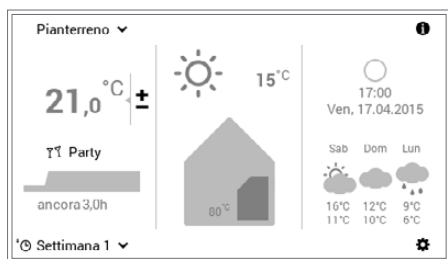 Pianterreno
21,0 °C ±
Party
ancora 3,0h
Settimana 1
15 °C
80 °C
17:00
Ven, 17.04.2015
Sab Dom Lun
16°C 12°C 9°C
11°C 10°C 6°C